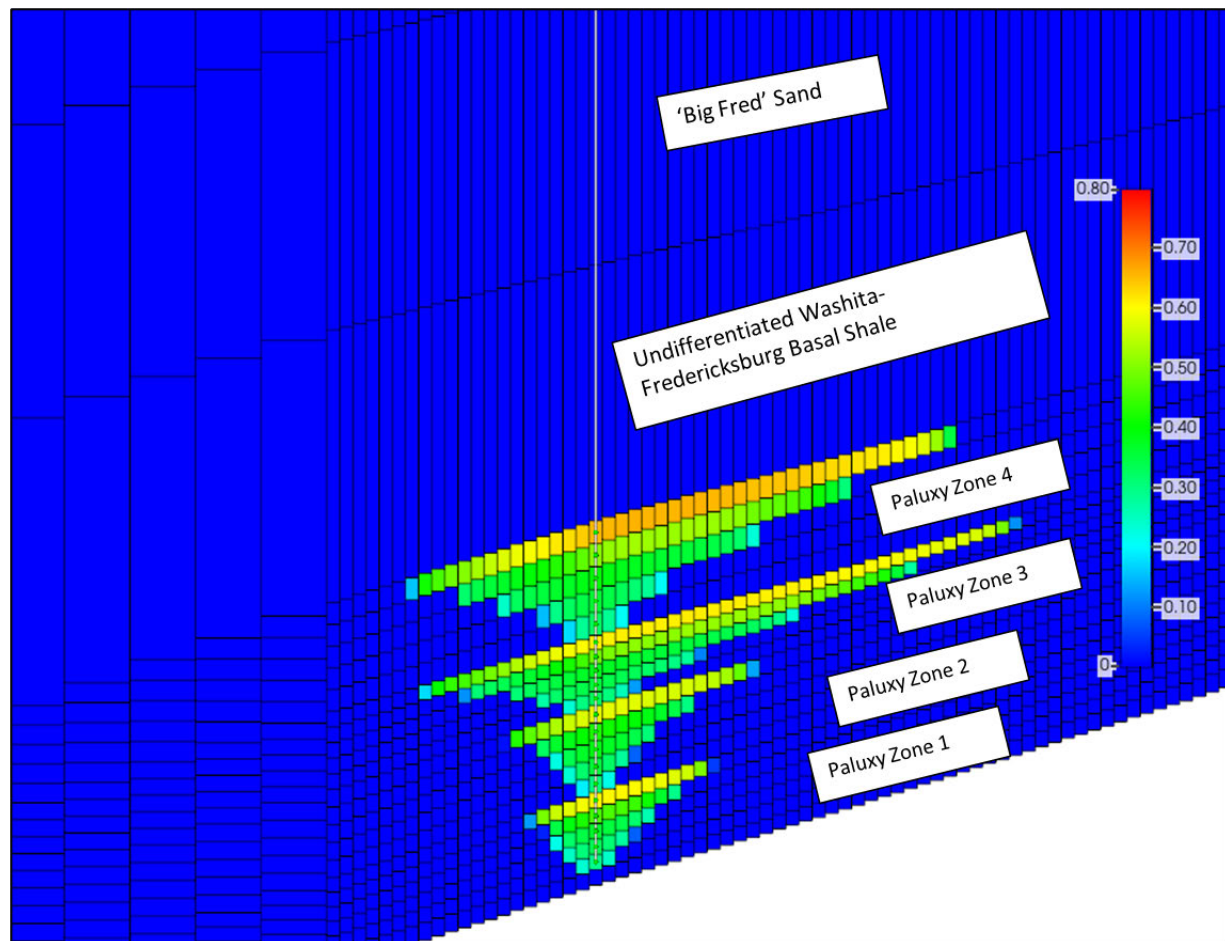 ‘Big Fred’ Sand
0.80
0.70
Undifferentiated Washita-
Fredericksburg Basal Shale
0.60
0.50
0.40
Paluxy Zone 4
0.30
0.20
Paluxy Zone 3
0.10
Paluxy Zone 2
0
Paluxy Zone 1